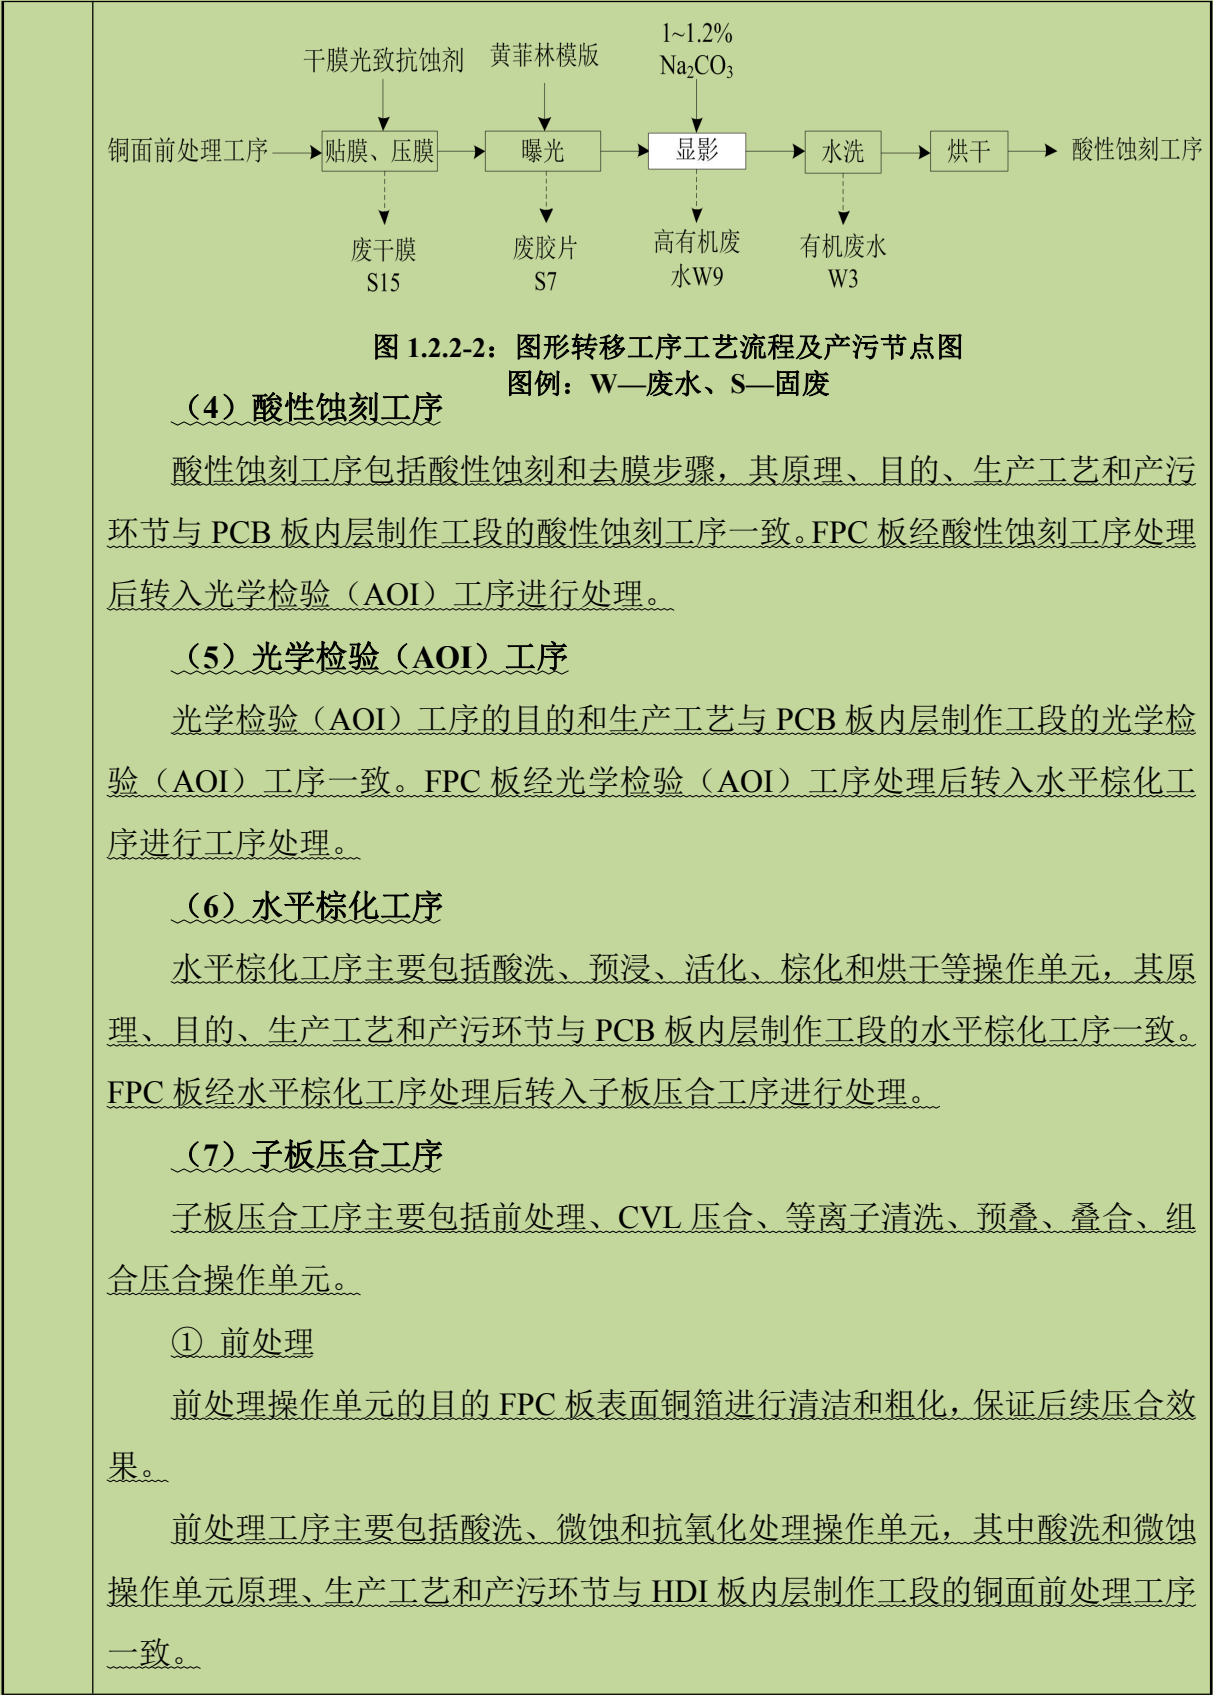 1~1.2%
干膜光致抗蚀剂
黄菲林模版
Na₂CO₃
铜面前处理工序
贴膜、压膜
曝光
显影
水洗
烘干
酸性蚀刻工序
废干膜
S15
废胶片
S7
高有机废
水W9
有机废水
W3
图 1.2.2-2：图形转移工序工艺流程及产污节点图
图例：W—废水、S—固废
（4）酸性蚀刻工序
酸性蚀刻工序包括酸性蚀刻和去膜步骤，其原理、目的、生产工艺和产污
环节与 PCB 板内层制作工段的酸性蚀刻工序一致。FPC 板经酸性蚀刻工序处理
后转入光学检验（AOI）工序进行处理。
（5）光学检验（AOI）工序
光学检验（AOI）工序的目的和生产工艺与 PCB 板内层制作工段的光学检
验（AOI）工序一致。FPC 板经光学检验（AOI）工序处理后转入水平棕化工
序进行工序处理。
（6）水平棕化工序
水平棕化工序主要包括酸洗、预浸、活化、棕化和烘干等操作单元，其原
理、目的、生产工艺和产污环节与 PCB 板内层制作工段的水平棕化工序一致。
FPC 板经水平棕化工序处理后转入子板压合工序进行处理。
（7）子板压合工序
子板压合工序主要包括前处理、CVL 压合、等离子清洗、预叠、叠合、组
合压合操作单元。
① 前处理
前处理操作单元的目的 FPC 板表面铜箔进行清洁和粗化，保证后续压合效
果。
前处理工序主要包括酸洗、微蚀和抗氧化处理操作单元，其中酸洗和微蚀
操作单元原理、生产工艺和产污环节与 HDI 板内层制作工段的铜面前处理工序
一致。